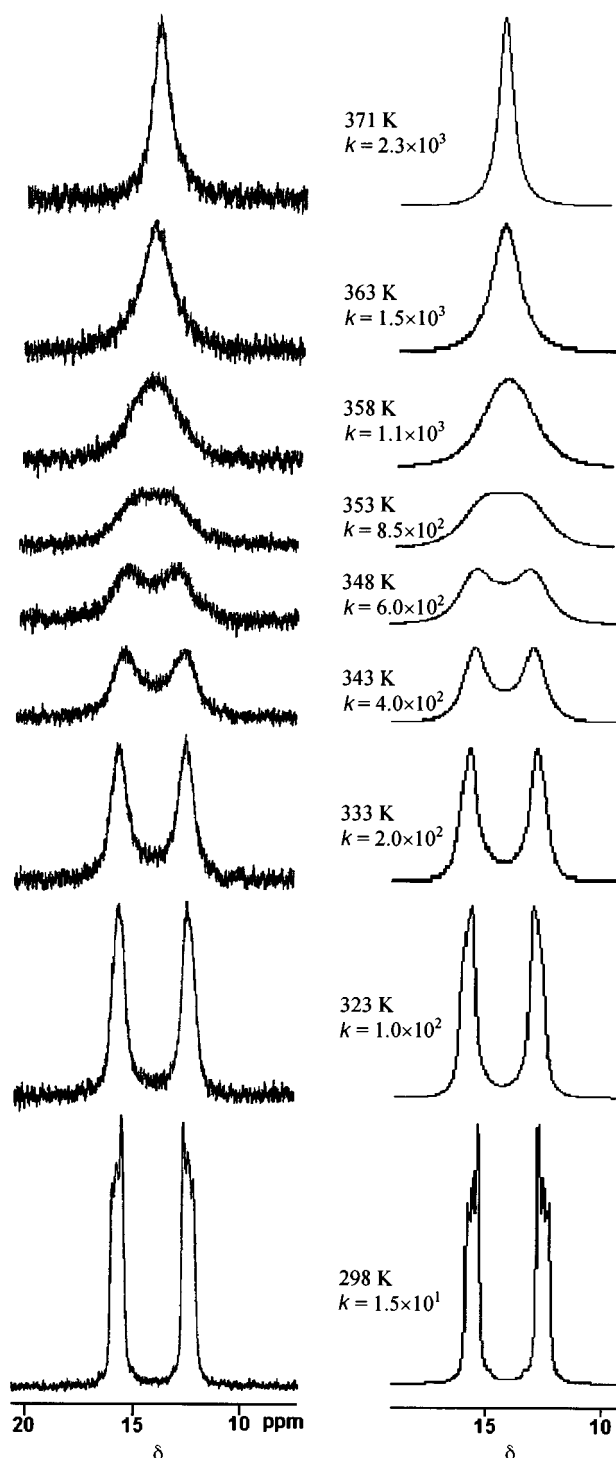 371 K
k = 2.3×10³
363 K
k = 1.5×10³
358 K
k = 1.1×10³
353 K
k = 8.5×10²
348 K
k = 6.0×10²
343 K
k = 4.0×10²
333 K
k = 2.0×10²
323 K
k = 1.0×10²
298 K
k = 1.5×10¹
20 15 10 ppm
15 10
δ δ